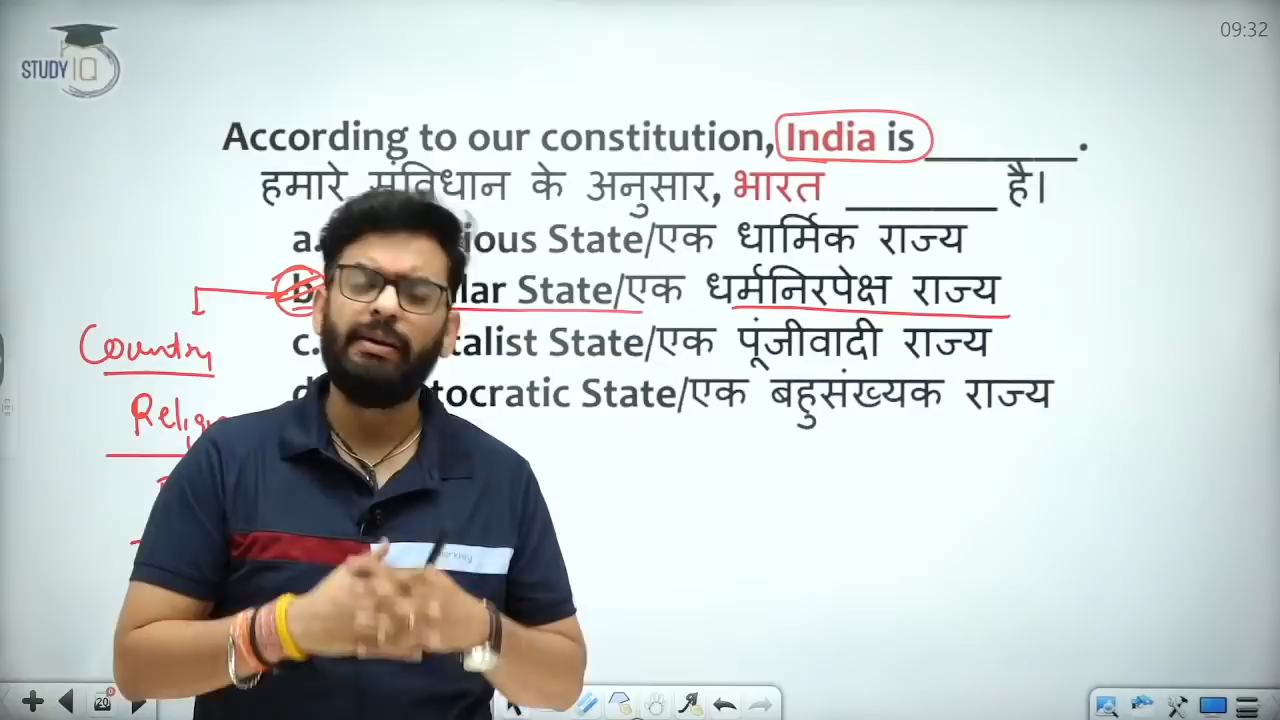 STUDY IQ
09:32
According to our constitution, India is ________.
हमारे संविधान के अनुसार, भारत ________ है।
a. ious State/एक धार्मिक राज्य
b lar State/एक धर्मनिरपेक्ष राज्य
c. talist State/एक पूंजीवादी राज्य
d tocratic State/एक बहुसंख्यक राज्य
Country
20